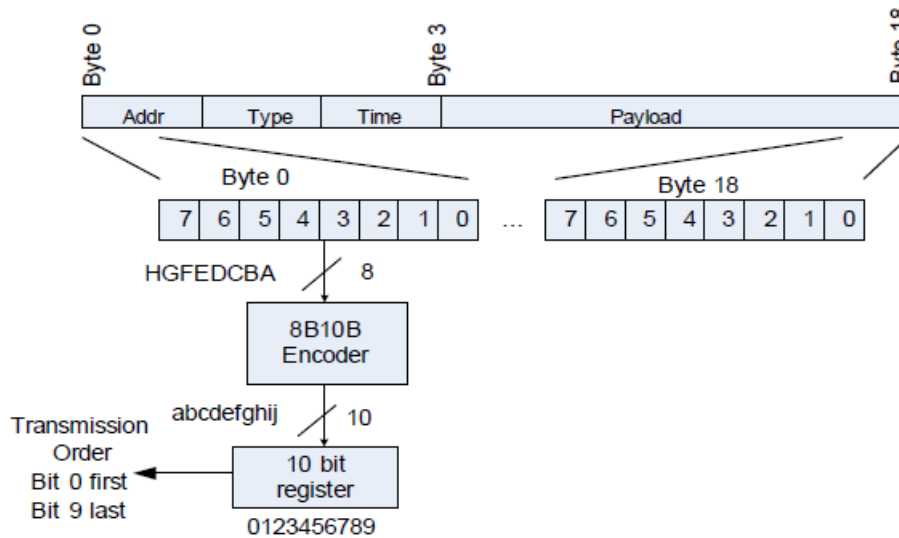 Byte 0
Byte 3
Byte 18
Addr Type Time Payload
Byte 0 Byte 18
7 6 5 4 3 2 1 0 ... 7 6 5 4 3 2 1 0
HGFEDCBA 8
8B10B
Encoder
abcdefghij 10
Transmission
Order
Bit 0 first
Bit 9 last
10 bit
register
0123456789